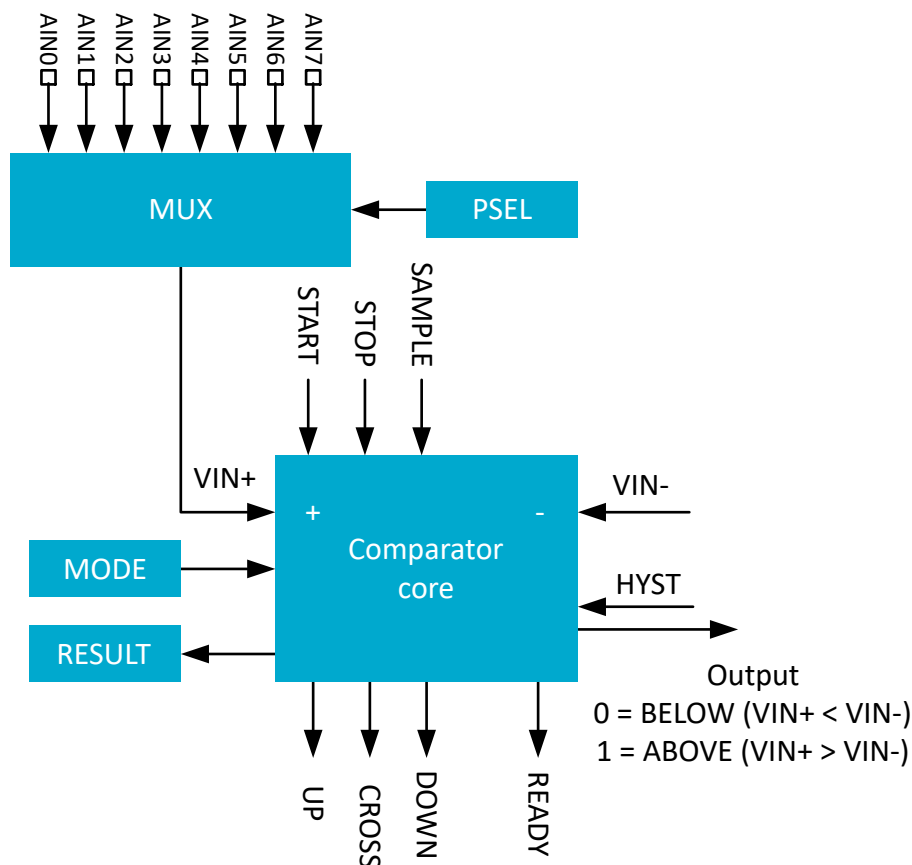 AIN0
AIN1
AIN2
AIN3
AIN4
AIN5
AIN6
AIN7
MUX
PSEL
START
STOP
SAMPLE
VIN+
VIN-
+
-
Comparator
core
MODE
HYST
RESULT
Output
0 = BELOW (VIN+ < VIN-)
1 = ABOVE (VIN+ > VIN-)
UP
CROSS
DOWN
READY